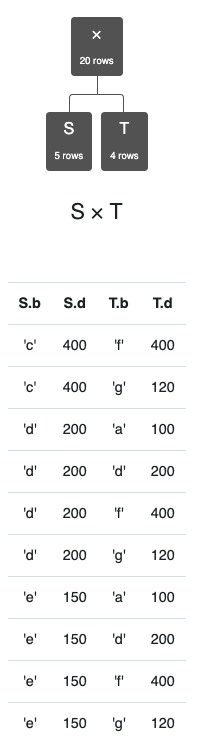 ×
20 rows
S T
5 rows 4 rows
S × T
S.b S.d T.b T.d
'c' 400 'f' 400
'c' 400 'g' 120
'd' 200 'a' 100
'd' 200 'd' 200
'd' 200 'f' 400
'd' 200 'g' 120
'e' 150 'a' 100
'e' 150 'd' 200
'e' 150 'f' 400
'e' 150 'g' 120